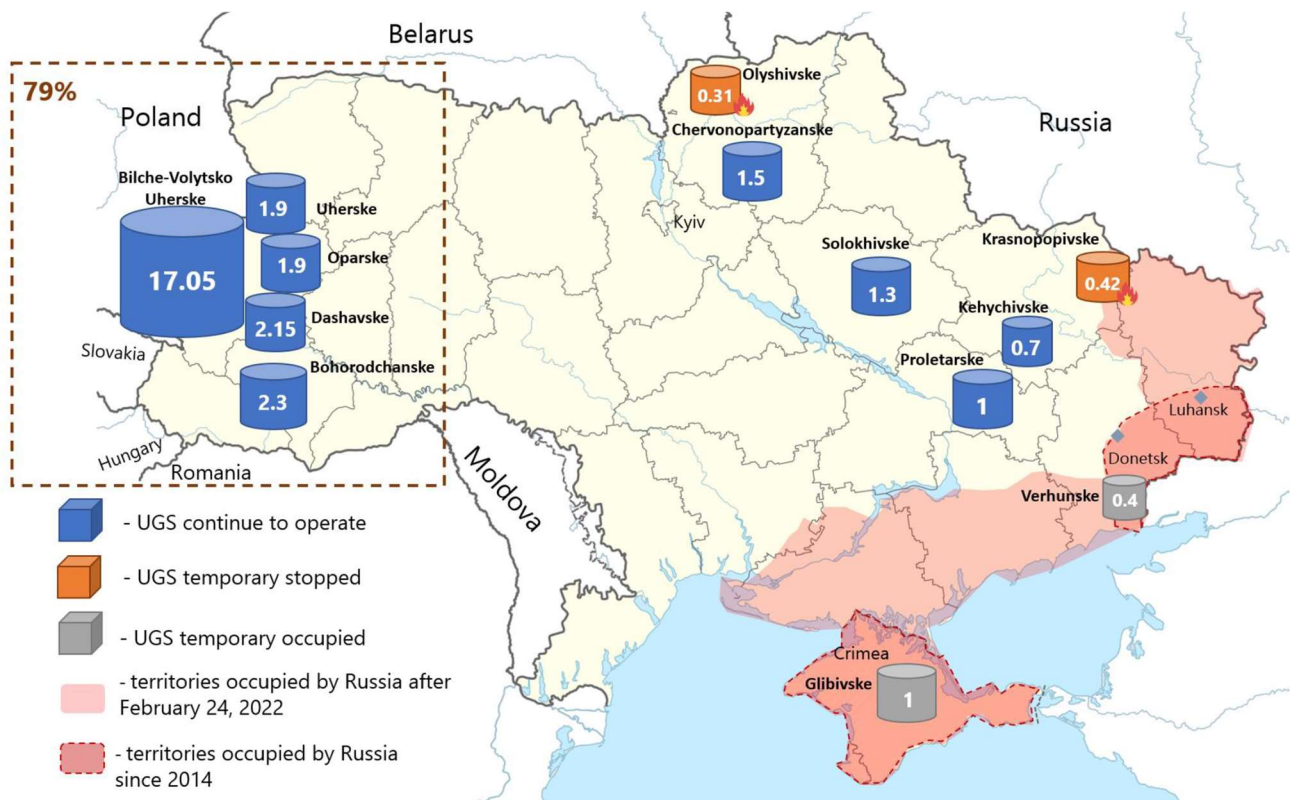 Belarus
79%
Poland
Russia
Olyshivske
0.31
Chervonopartyzanske
1.5
Bilche-Volytsko
Uherske
17.05
1.9
Uherske
1.9
Oparske
2.15
Dashavske
2.3
Bohorodchanske
Kyiv
Solokhivske
1.3
Krasnopopivske
0.42
Kehychivske
0.7
Proletarske
1
Slovakia
Hungary
Romania
Moldova
Luhansk
Donetsk
Verhunske
0.4
Crimea
Glibivske
1
- UGS continue to operate
- UGS temporary stopped
- UGS temporary occupied
- territories occupied by Russia after
February 24, 2022
- territories occupied by Russia
since 2014